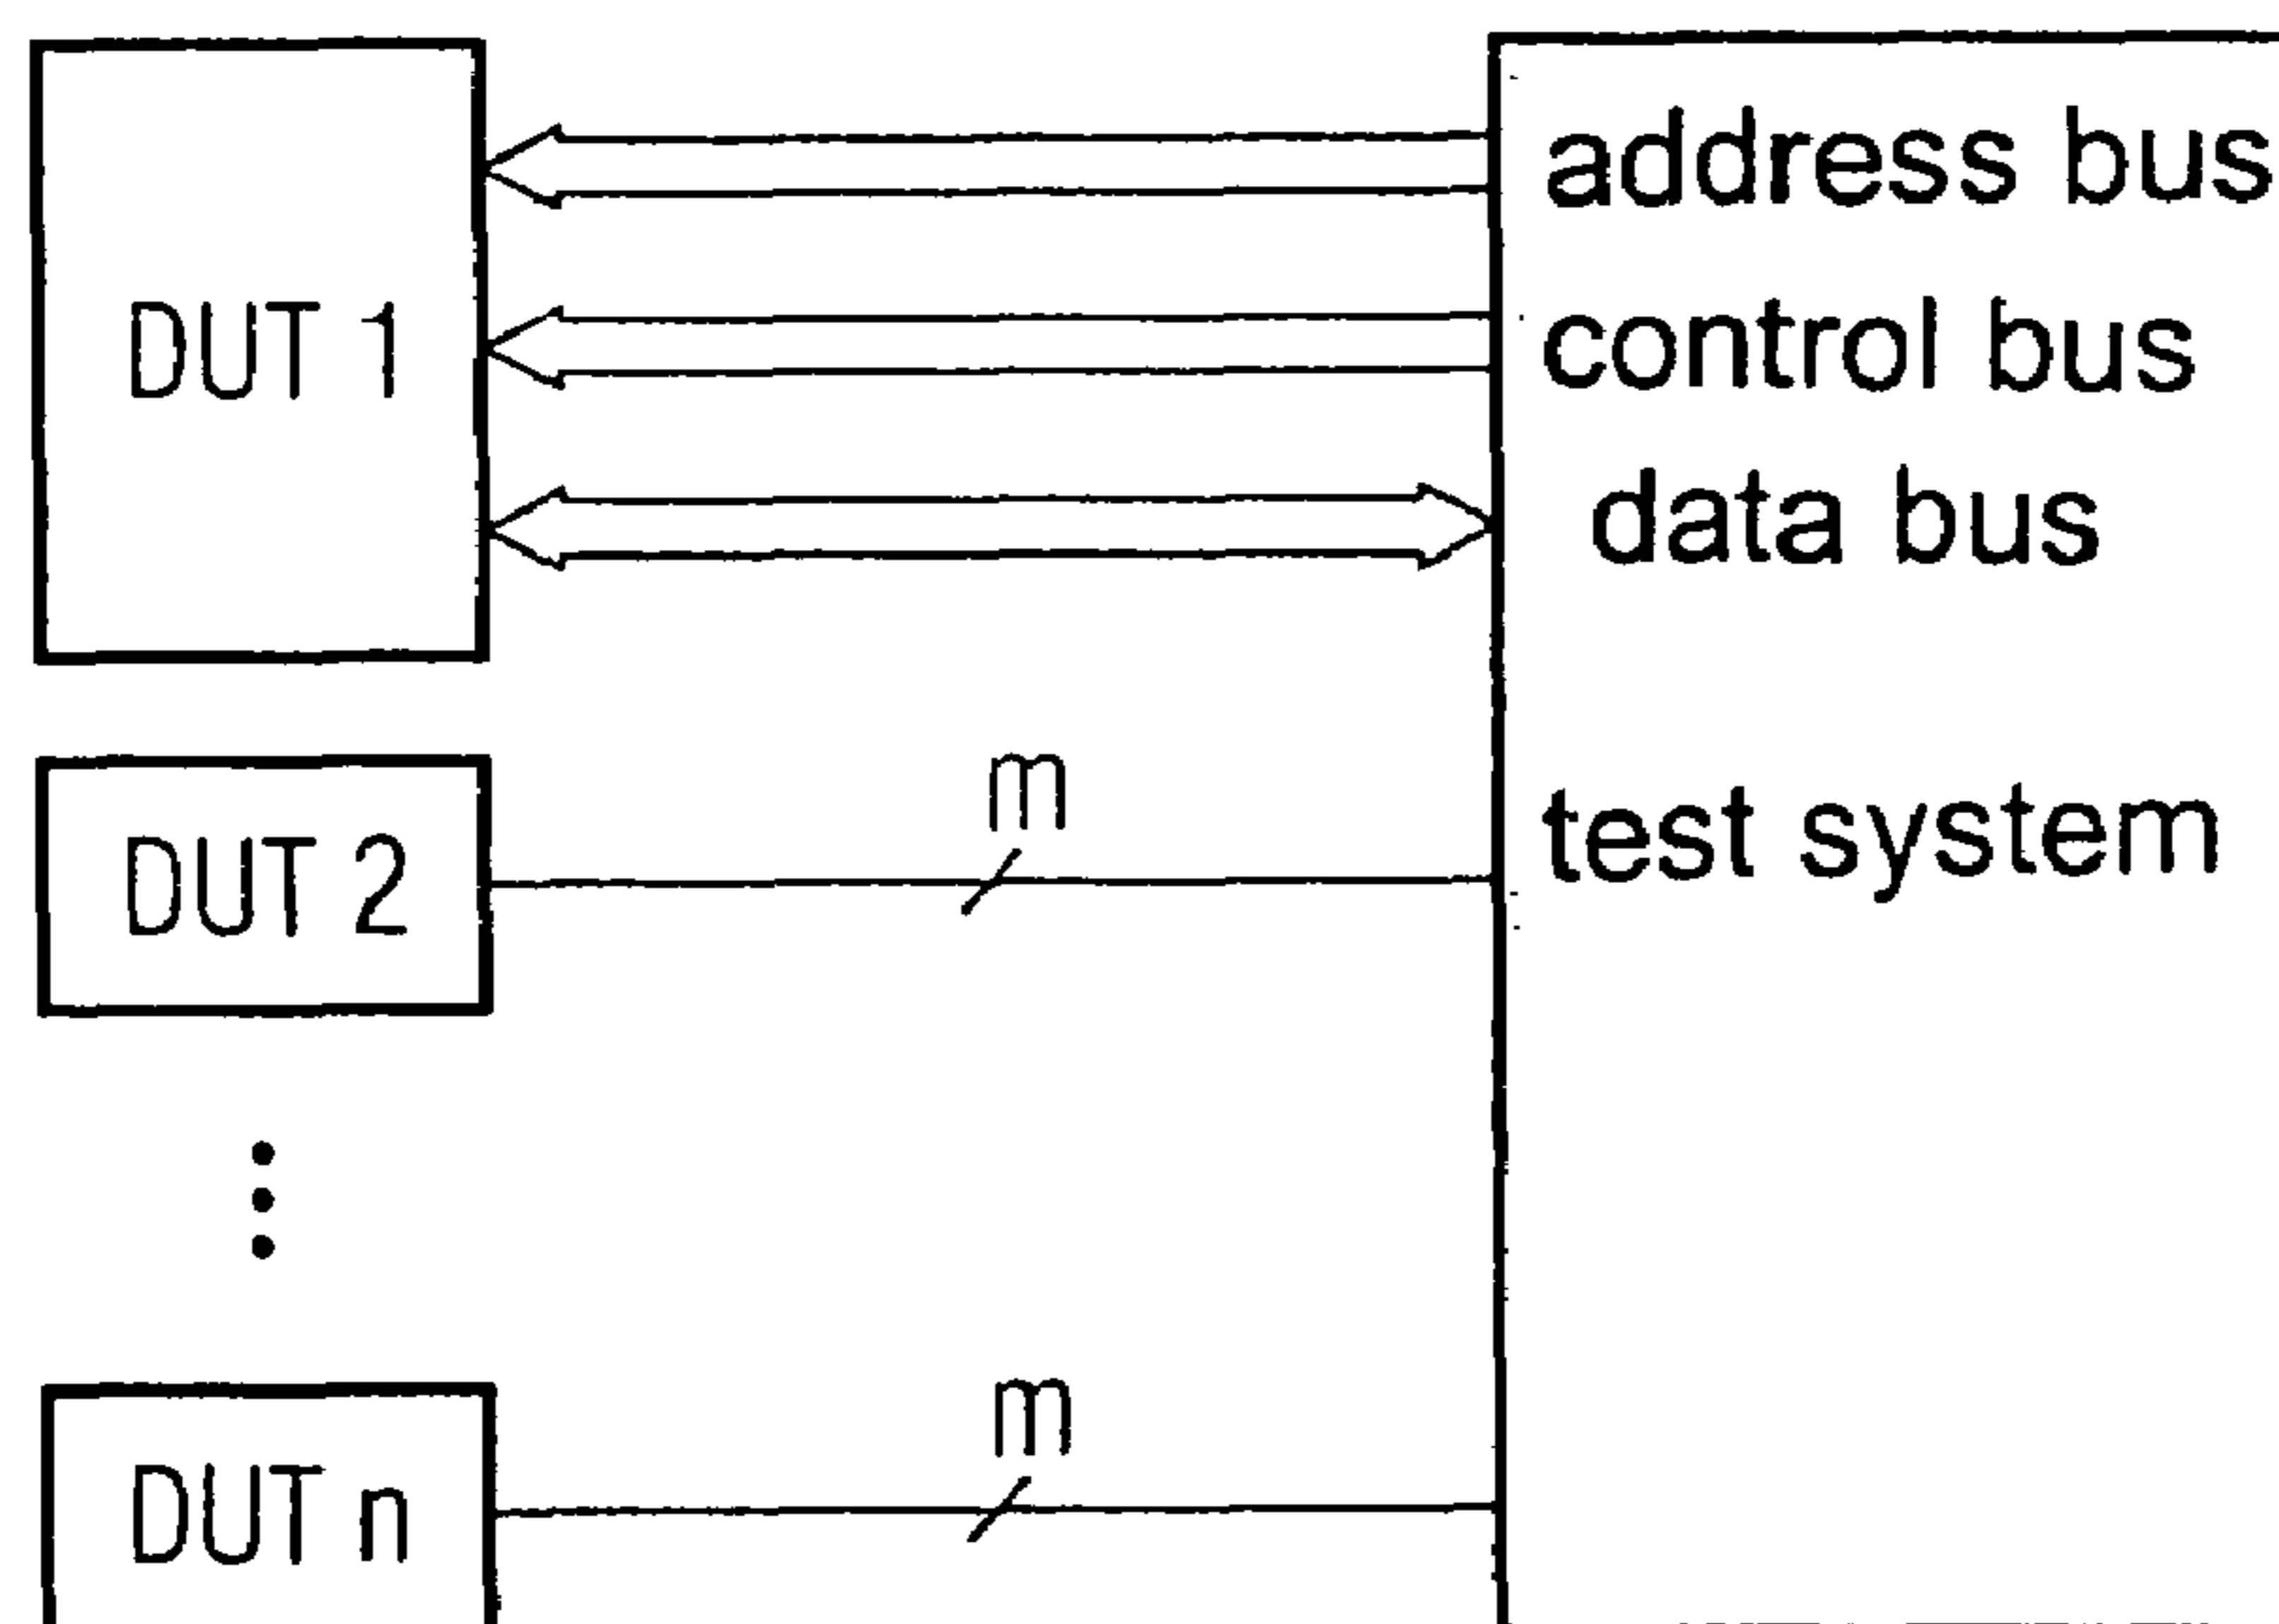 address bus
DUT 1
control bus
data bus
m
DUT 2
test system
m
DUT n